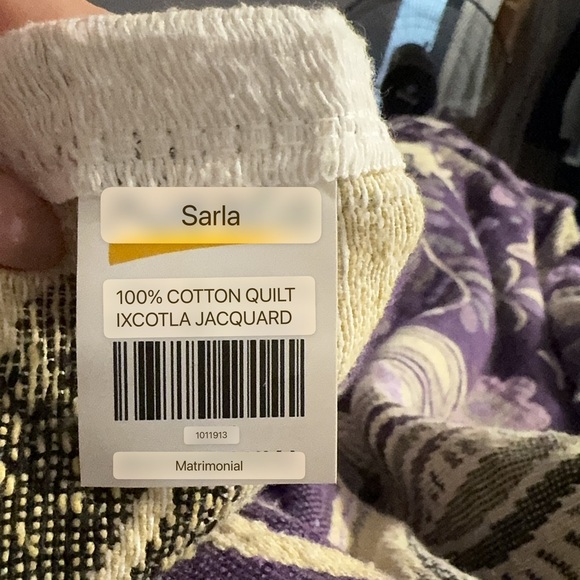 Sarla
100% COTTON QUILT
IXCOTLA JACQUARD
1011913
Matrimonial